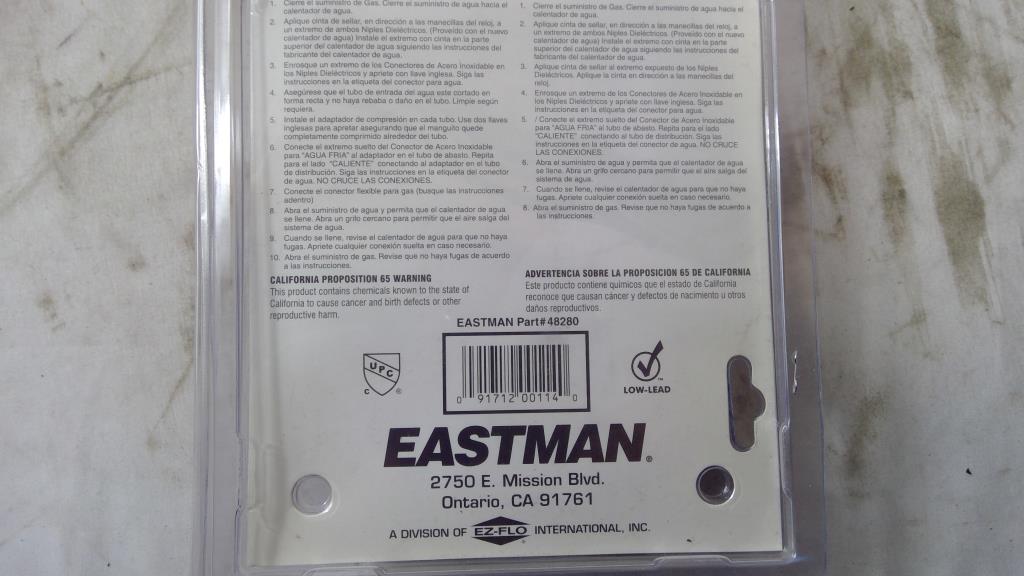 1. Cierre el suministro de Gas. Cierre el suministro de agua hacia el
calentador de agua.
2. Aplique cinta de sellar, en dirección a las manecillas del reloj, a
un extremo de ambos Niples Dieléctricos. (Proveído con el nuevo
calentador de agua) Instale el extremo con cinta en la parte
superior del calentador de agua siguiendo las instrucciones del
fabricante del calentador de agua.
3. Enrosque un extremo de los Conectores de Acero Inoxidable
en los Niples Dieléctricos y apriete con llave inglesa. Siga las
instrucciones en la etiqueta del conector para agua.
4. Asegúrese que el tubo de entrada del agua este cortado en
forma recta y no haya rebaba o daño en el tubo. Limpie según
requiera.
5. Instale el adaptador de compresión en cada tubo. Use dos llaves
inglesas para apretar asegurando que el manguito quede
completamente comprimido alrededor del tubo.
6. Conecte el extremo suelto del Conector de Acero Inoxidable
para "AGUA FRIA" al adaptador en el tubo de abasto. Repita
para el lado "CALIENTE" conectando al adaptador en el tubo
de distribución. Siga las instrucciones en la etiqueta del conector
de agua. NO CRUCE LAS CONEXIONES.
7. Conecte el conector flexible para gas (busque las instrucciones
adentro)
8. Abra el suministro de agua y permita que el calentador de agua
se llene. Abra un grifo cercano para permitir que el aire salga del
sistema de agua.
9. Cuando se llene, revise el calentador de agua para que no haya
fugas. Apriete cualquier conexión suelta en caso necesario.
10. Abra el suministro de gas. Revise que no haya fugas de acuerdo
a las instrucciones.
CALIFORNIA PROPOSITION 65 WARNING
This product contains chemicals known to the state of
California to cause cancer and birth defects or other
reproductive harm.
1. Cierre el suministro de Gas. Cierre el suministro de agua hacia el
calentador de agua.
2. Aplique cinta de sellar, en dirección a las manecillas del reloj, a
un extremo de ambos Niples Dieléctricos. (Proveído con el nuevo
calentador de agua) Instale el extremo con cinta en la parte
superior del calentador de agua siguiendo las instrucciones del
fabricante del calentador de agua.
3. Aplique cinta de sellar al extremo expuesto de los Niples
Dieléctricos. Aplique la cinta en dirección a las manecillas del
reloj.
4. Enrosque un extremo de los Conectores de Acero Inoxidable en
los Niples Dieléctricos y apriete con llave inglesa. Siga las
instrucciones en la etiqueta del conector para agua.
5. / Conecte el extremo suelto del Conector de Acero Inoxidable
para "AGUA FRIA" al tubo de abasto. Repita para el lado
"CALIENTE" conectando al tubo de distribución. Siga las
instrucciones en la etiqueta del conector de agua. NO CRUCE
LAS CONEXIONES.
6. Abra el suministro de agua y permita que el calentador de agua
se llene. Abra un grifo cercano para permitir que el aire salga del
sistema de agua.
7. Cuando se llene, revise el calentador de agua para que no haya
fugas. Apriete cualquier conexión suelta en caso necesario.
8. Abra el suministro de gas. Revise que no haya fugas de acuerdo a
las instrucciones.
ADVERTENCIA SOBRE LA PROPOSICION 65 DE CALIFORNIA
Este producto contiene quimicos que el estado de California
reconoce que causan cáncer y defectos de nacimiento u otros
daños reproductivos.
EASTMAN Part# 48280
UPC
C ®
0 91712 00114 0
LOW-LEAD ™
EASTMAN®
2750 E. Mission Blvd.
Ontario, CA 91761
A DIVISION OF EZ-FLO INTERNATIONAL, INC.